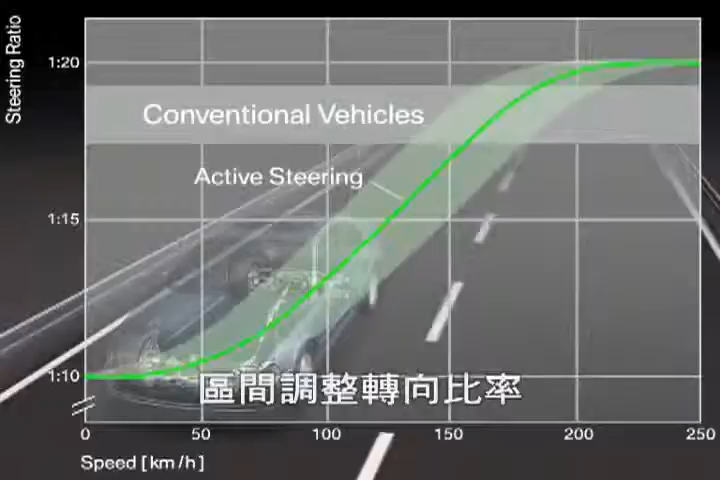 Steering Ratio
1:20
Conventional Vehicles
Active Steering
1:15
1:10
區間調整轉向比率
0 50 100 150 200 250
Speed [km/h]